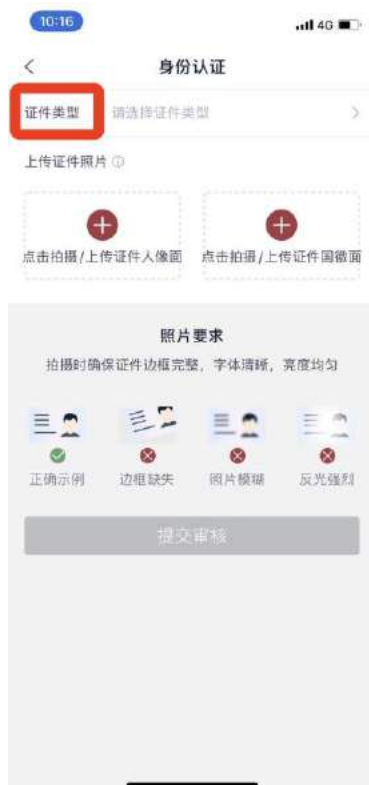 10:16
4G
身份认证
证件类型 请选择证件类型
上传证件照片
点击拍摄/上传证件人像面 点击拍摄/上传证件国徽面
照片要求
拍摄时确保证件边框完整，字体清晰，亮度均匀
正确示例 边框缺失 照片模糊 反光强烈
提交审核